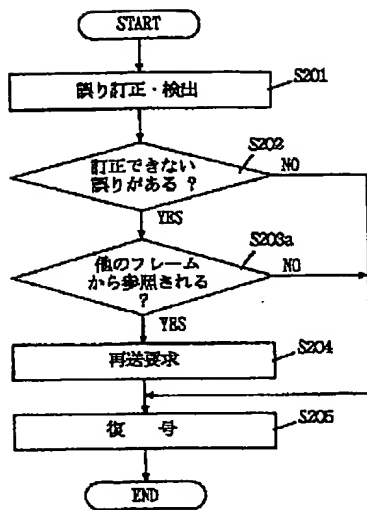 START
誤り訂正・検出
S201
訂正できない
誤りがある？
S202
NO
YES
他のフレーム
から参照される
？
S203a
NO
YES
再送要求
S204
復 号
S205
END